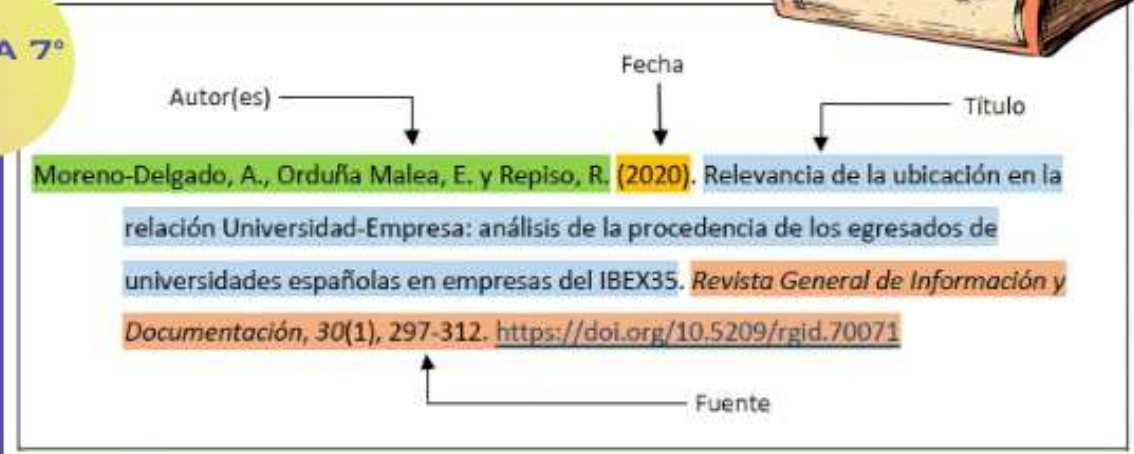 A 7°
Fecha
Autor(es)
Título
Moreno-Delgado, A., Orduña Malea, E. y Repiso, R. (2020). Relevancia de la ubicación en la
relación Universidad-Empresa: análisis de la procedencia de los egresados de
universidades españolas en empresas del IBEX35. Revista General de Información y
Documentación, 30(1), 297-312. https://doi.org/10.5209/rgid.70071
Fuente